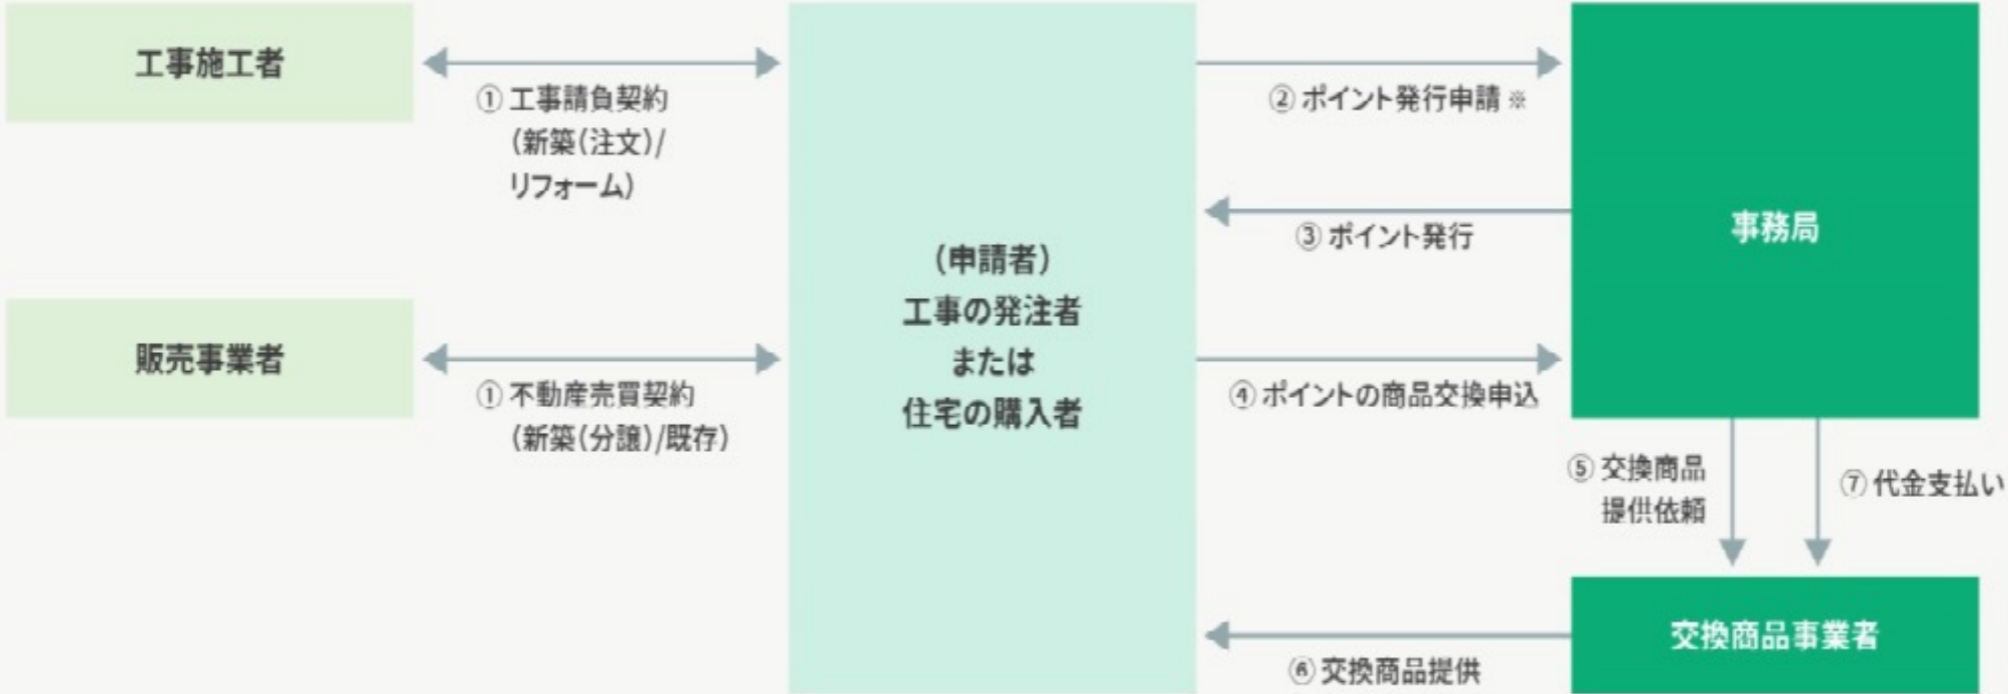 工事施工者
① 工事請負契約
(新築(注文)/
リフォーム)
② ポイント発行申請 ※
③ ポイント発行
事務局
(申請者)
工事の発注者
または
住宅の購入者
販売事業者
① 不動産売買契約
(新築(分譲)/既存)
④ ポイントの商品交換申込
⑤ 交換商品
提供依頼
⑦ 代金支払い
交換商品事業者
⑥ 交換商品提供